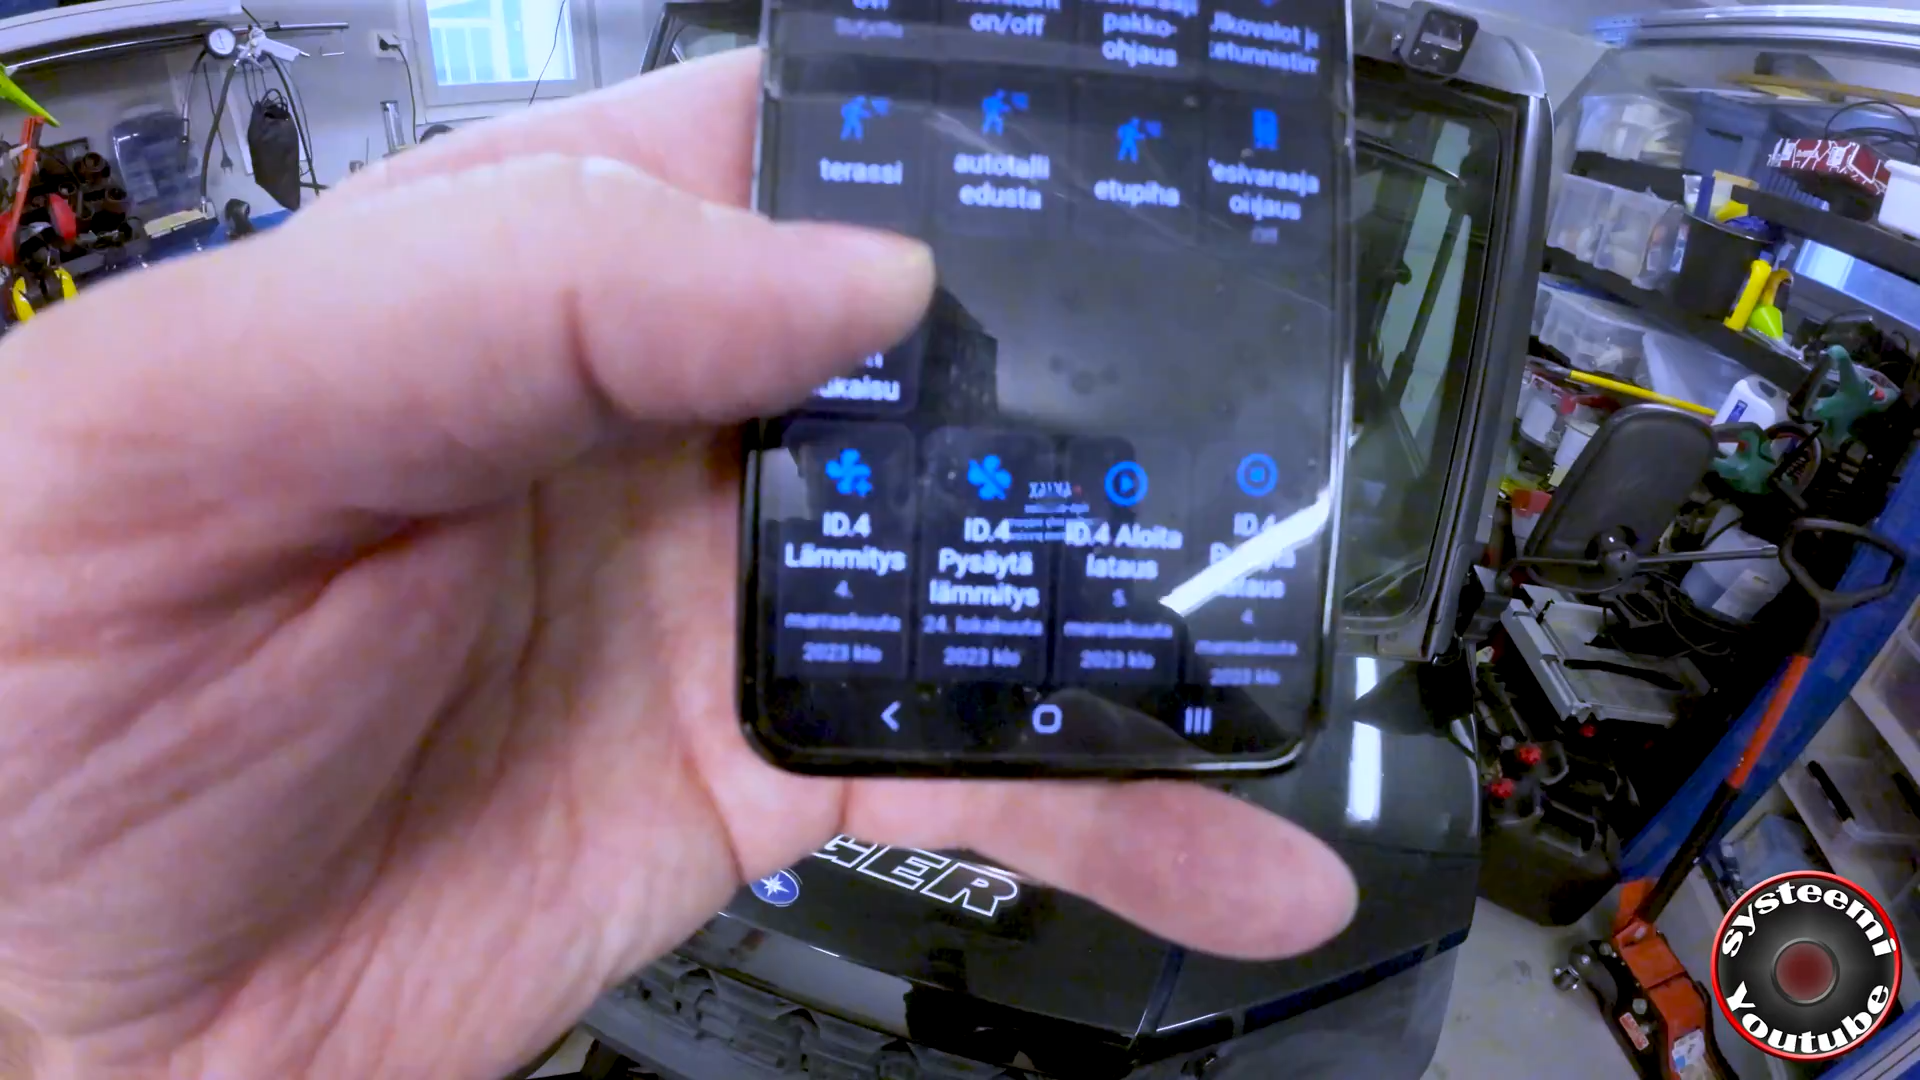 on/off
pakko-
ohjaus
terassi
autotalli
edusta
etupiha
ohjaus
ID.4
Lämmitys
4.
marraskuuta
2023 klo
ID.4
Pysäytä
lämmitys
24. lokakuuta
2023 klo
ID.4 Aloita
lataus
5.
marraskuuta
2023 klo
ID.4
4.
marraskuuta
2023 klo
GER
systeemi
Youtube